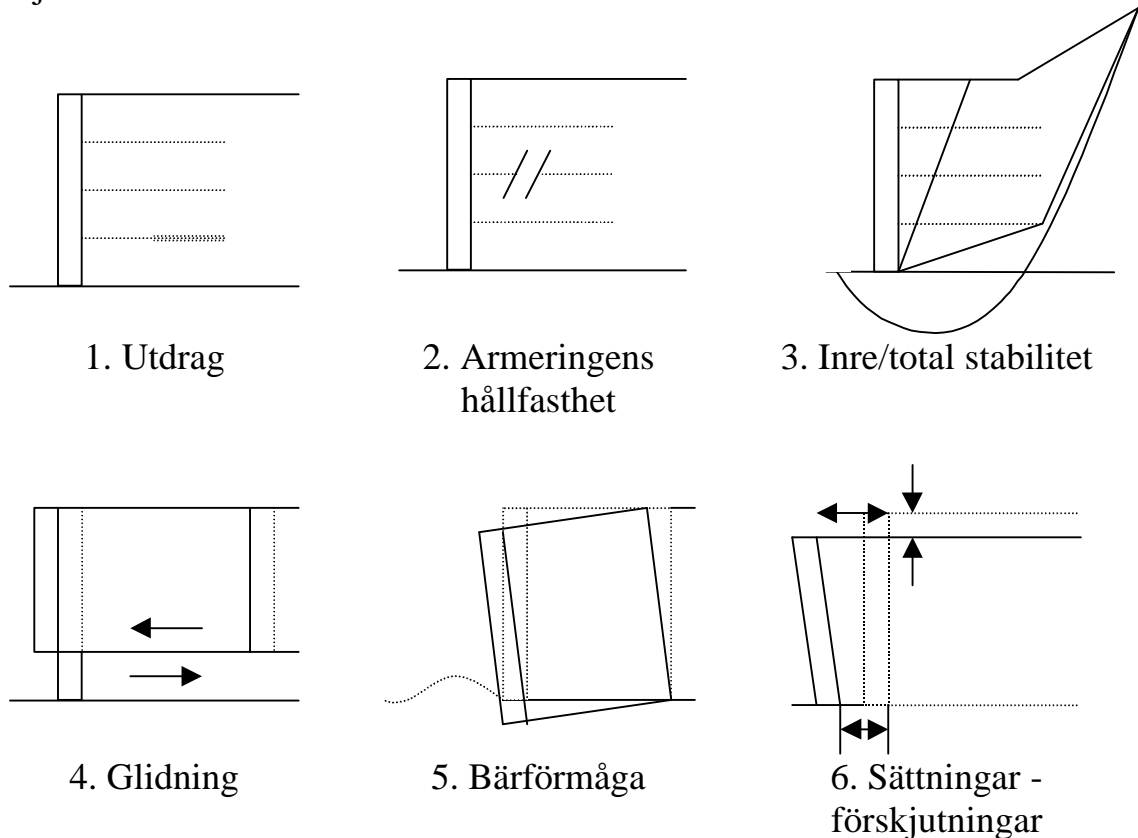 1. Utdrag
2. Armeringens
hållfasthet
3. Inre/total stabilitet
4. Glidning
5. Bärförmåga
6. Sättningar -
förskjutningar